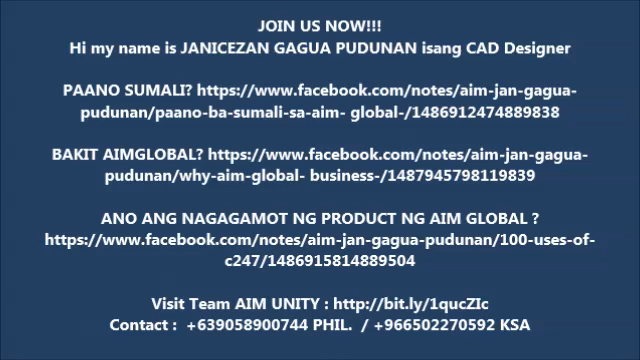 JOIN US NOW!!!
Hi my name is JANICEZAN GAGUA PUDUNAN isang CAD Designer
PAANO SUMALI? https://www.facebook.com/notes/aim-jan-gagua-
pudunan/paano-ba-sumali-sa-aim- global-/1486912474889838
BAKIT AIMGLOBAL? https://www.facebook.com/notes/aim-jan-gagua-
pudunan/why-aim-global- business-/1487945798119839
ANO ANG NAGAGAMOT NG PRODUCT NG AIM GLOBAL ?
https://www.facebook.com/notes/aim-jan-gagua-pudunan/100-uses-of-
c247/1486915814889504
Visit Team AIM UNITY : http://bit.ly/1qucZIc
Contact :  +639058900744 PHIL.  / +966502270592 KSA